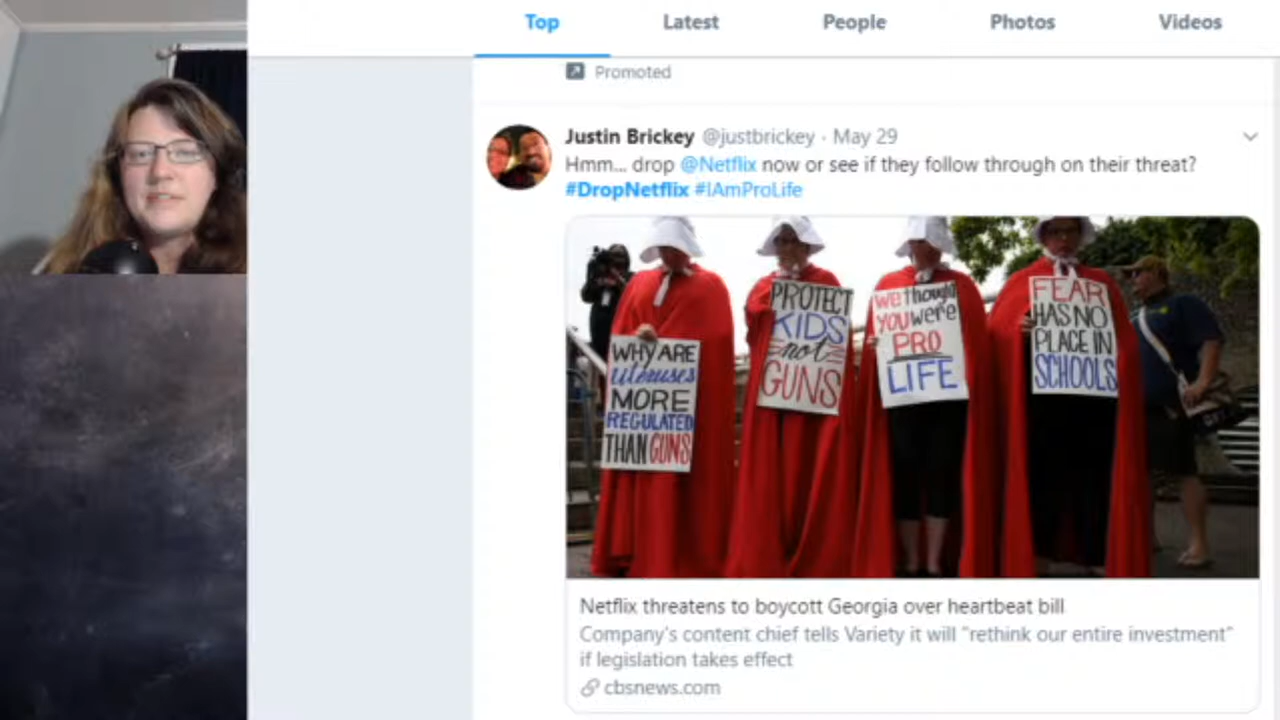 Top Latest People Photos Videos
Promoted
Justin Brickey @justbrickey · May 29
Hmm... drop @Netflix now or see if they follow through on their threat?
#DropNetflix #IAmProLife
WHY ARE
uteruses
MORE
REGULATED
THAN GUNS
PROTECT
KIDS
not
GUNS
We thought
YOU were
PRO
LIFE
FEAR
HAS NO
PLACE IN
SCHOOLS
Netflix threatens to boycott Georgia over heartbeat bill
Company's content chief tells Variety it will "rethink our entire investment"
if legislation takes effect
cbsnews.com